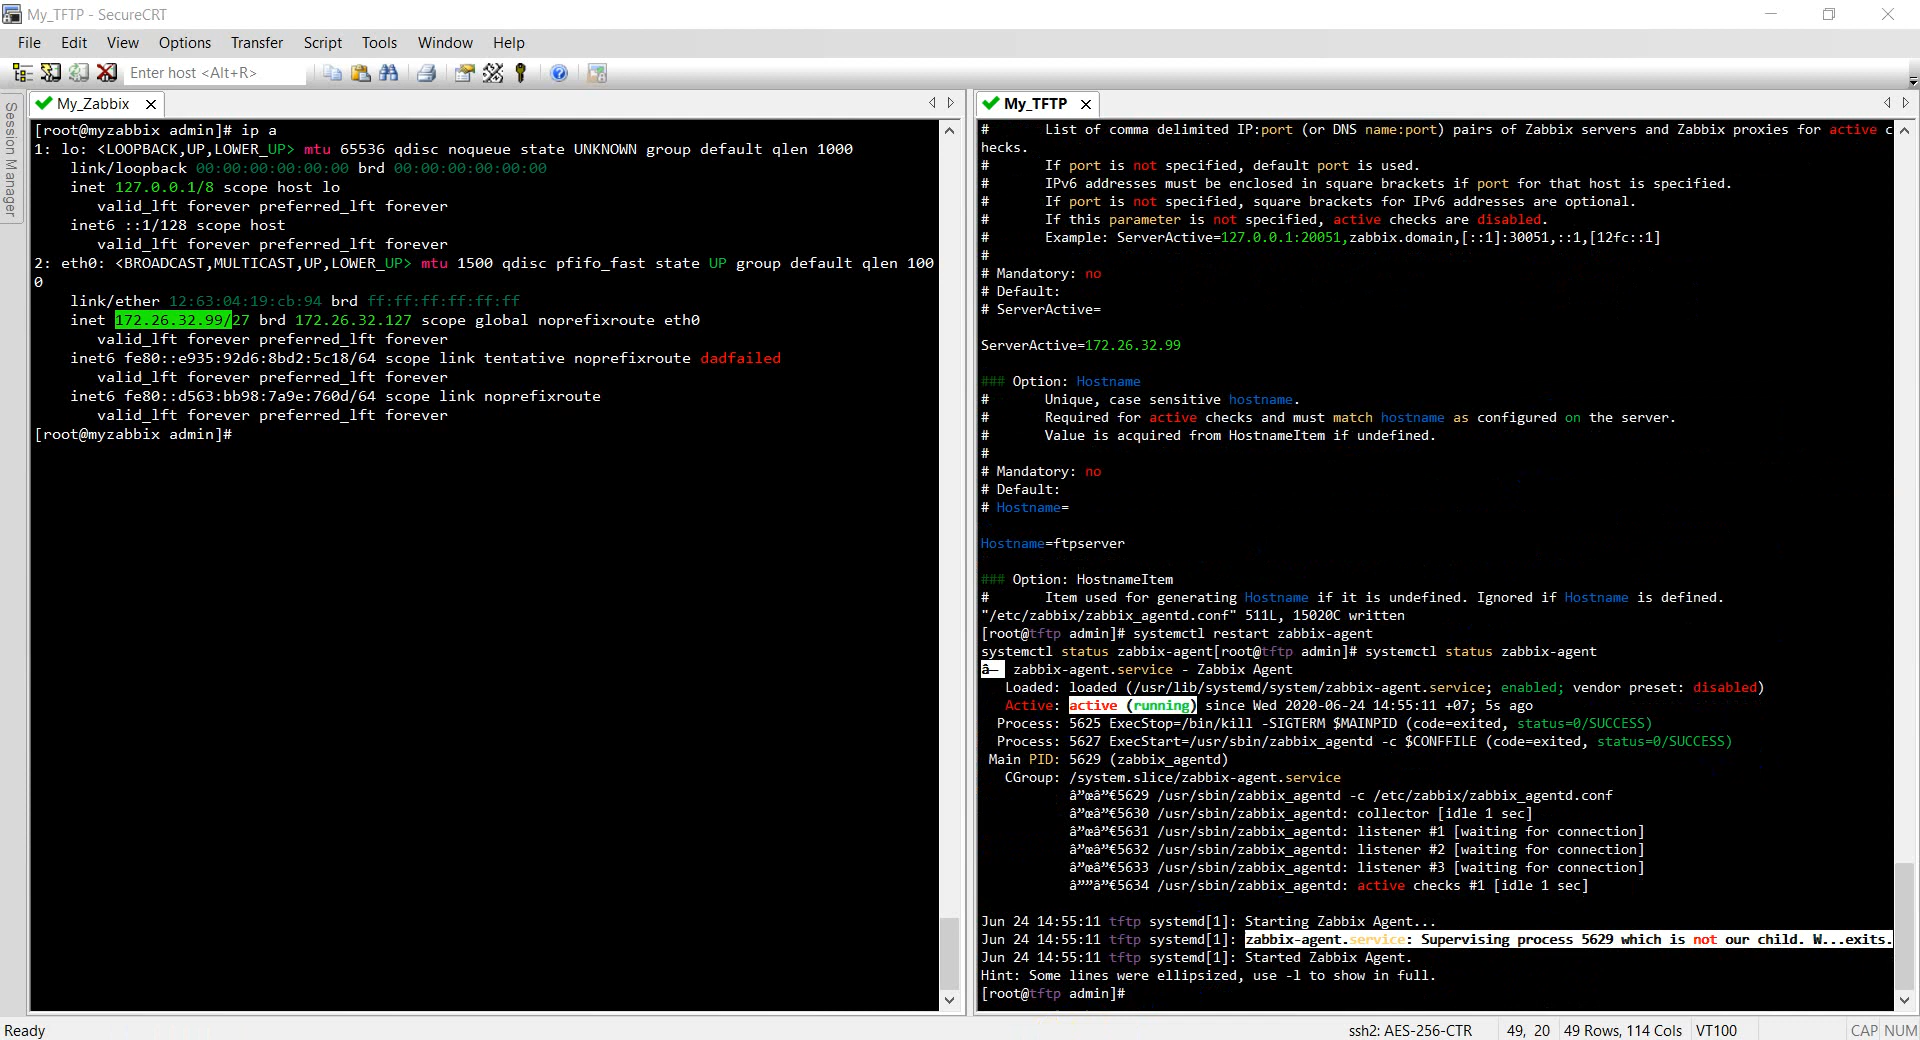 My_TFTP - SecureCRT
File Edit View Options Transfer Script Tools Window Help
Enter host <Alt+R>
Session Manager
My_Zabbix
[root@myzabbix admin]# ip a
1: lo: <LOOPBACK,UP,LOWER_UP> mtu 65536 qdisc noqueue state UNKNOWN group default qlen 1000
link/loopback 00:00:00:00:00:00 brd 00:00:00:00:00:00
inet 127.0.0.1/8 scope host lo
valid_lft forever preferred_lft forever
inet6 ::1/128 scope host
valid_lft forever preferred_lft forever
2: eth0: <BROADCAST,MULTICAST,UP,LOWER_UP> mtu 1500 qdisc pfifo_fast state UP group default qlen 100
0
link/ether 12:63:04:19:cb:94 brd ff:ff:ff:ff:ff:ff
inet 172.26.32.99/27 brd 172.26.32.127 scope global noprefixroute eth0
valid_lft forever preferred_lft forever
inet6 fe80::e935:92d6:8bd2:5c18/64 scope link tentative noprefixroute dadfailed
valid_lft forever preferred_lft forever
inet6 fe80::d563:bb98:7a9e:760d/64 scope link noprefixroute
valid_lft forever preferred_lft forever
[root@myzabbix admin]#
My_TFTP
# List of comma delimited IP:port (or DNS name:port) pairs of Zabbix servers and Zabbix proxies for active c
hecks.
# If port is not specified, default port is used.
# IPv6 addresses must be enclosed in square brackets if port for that host is specified.
# If port is not specified, square brackets for IPv6 addresses are optional.
# If this parameter is not specified, active checks are disabled.
# Example: ServerActive=127.0.0.1:20051,zabbix.domain,[::1]:30051,::1,[12fc::1]
#
# Mandatory: no
# Default:
# ServerActive=
ServerActive=172.26.32.99
### Option: Hostname
# Unique, case sensitive hostname.
# Required for active checks and must match hostname as configured on the server.
# Value is acquired from HostnameItem if undefined.
#
# Mandatory: no
# Default:
# Hostname=
Hostname=ftpserver
### Option: HostnameItem
# Item used for generating Hostname if it is undefined. Ignored if Hostname is defined.
"/etc/zabbix/zabbix_agentd.conf" 511L, 15020C written
[root@tftp admin]# systemctl restart zabbix-agent
systemctl status zabbix-agent[root@tftp admin]# systemctl status zabbix-agent
â— zabbix-agent.service - Zabbix Agent
Loaded: loaded (/usr/lib/systemd/system/zabbix-agent.service; enabled; vendor preset: disabled)
Active: active (running) since Wed 2020-06-24 14:55:11 +07; 5s ago
Process: 5625 ExecStop=/bin/kill -SIGTERM $MAINPID (code=exited, status=0/SUCCESS)
Process: 5627 ExecStart=/usr/sbin/zabbix_agentd -c $CONFFILE (code=exited, status=0/SUCCESS)
Main PID: 5629 (zabbix_agentd)
CGroup: /system.slice/zabbix-agent.service
â”œâ”€5629 /usr/sbin/zabbix_agentd -c /etc/zabbix/zabbix_agentd.conf
â”œâ”€5630 /usr/sbin/zabbix_agentd: collector [idle 1 sec]
â”œâ”€5631 /usr/sbin/zabbix_agentd: listener #1 [waiting for connection]
â”œâ”€5632 /usr/sbin/zabbix_agentd: listener #2 [waiting for connection]
â”œâ”€5633 /usr/sbin/zabbix_agentd: listener #3 [waiting for connection]
â””â”€5634 /usr/sbin/zabbix_agentd: active checks #1 [idle 1 sec]
Jun 24 14:55:11 tftp systemd[1]: Starting Zabbix Agent...
Jun 24 14:55:11 tftp systemd[1]: zabbix-agent.service: Supervising process 5629 which is not our child. W...exits.
Jun 24 14:55:11 tftp systemd[1]: Started Zabbix Agent.
Hint: Some lines were ellipsized, use -l to show in full.
[root@tftp admin]#
Ready ssh2: AES-256-CTR 49, 20 49 Rows, 114 Cols VT100 CAP NUM